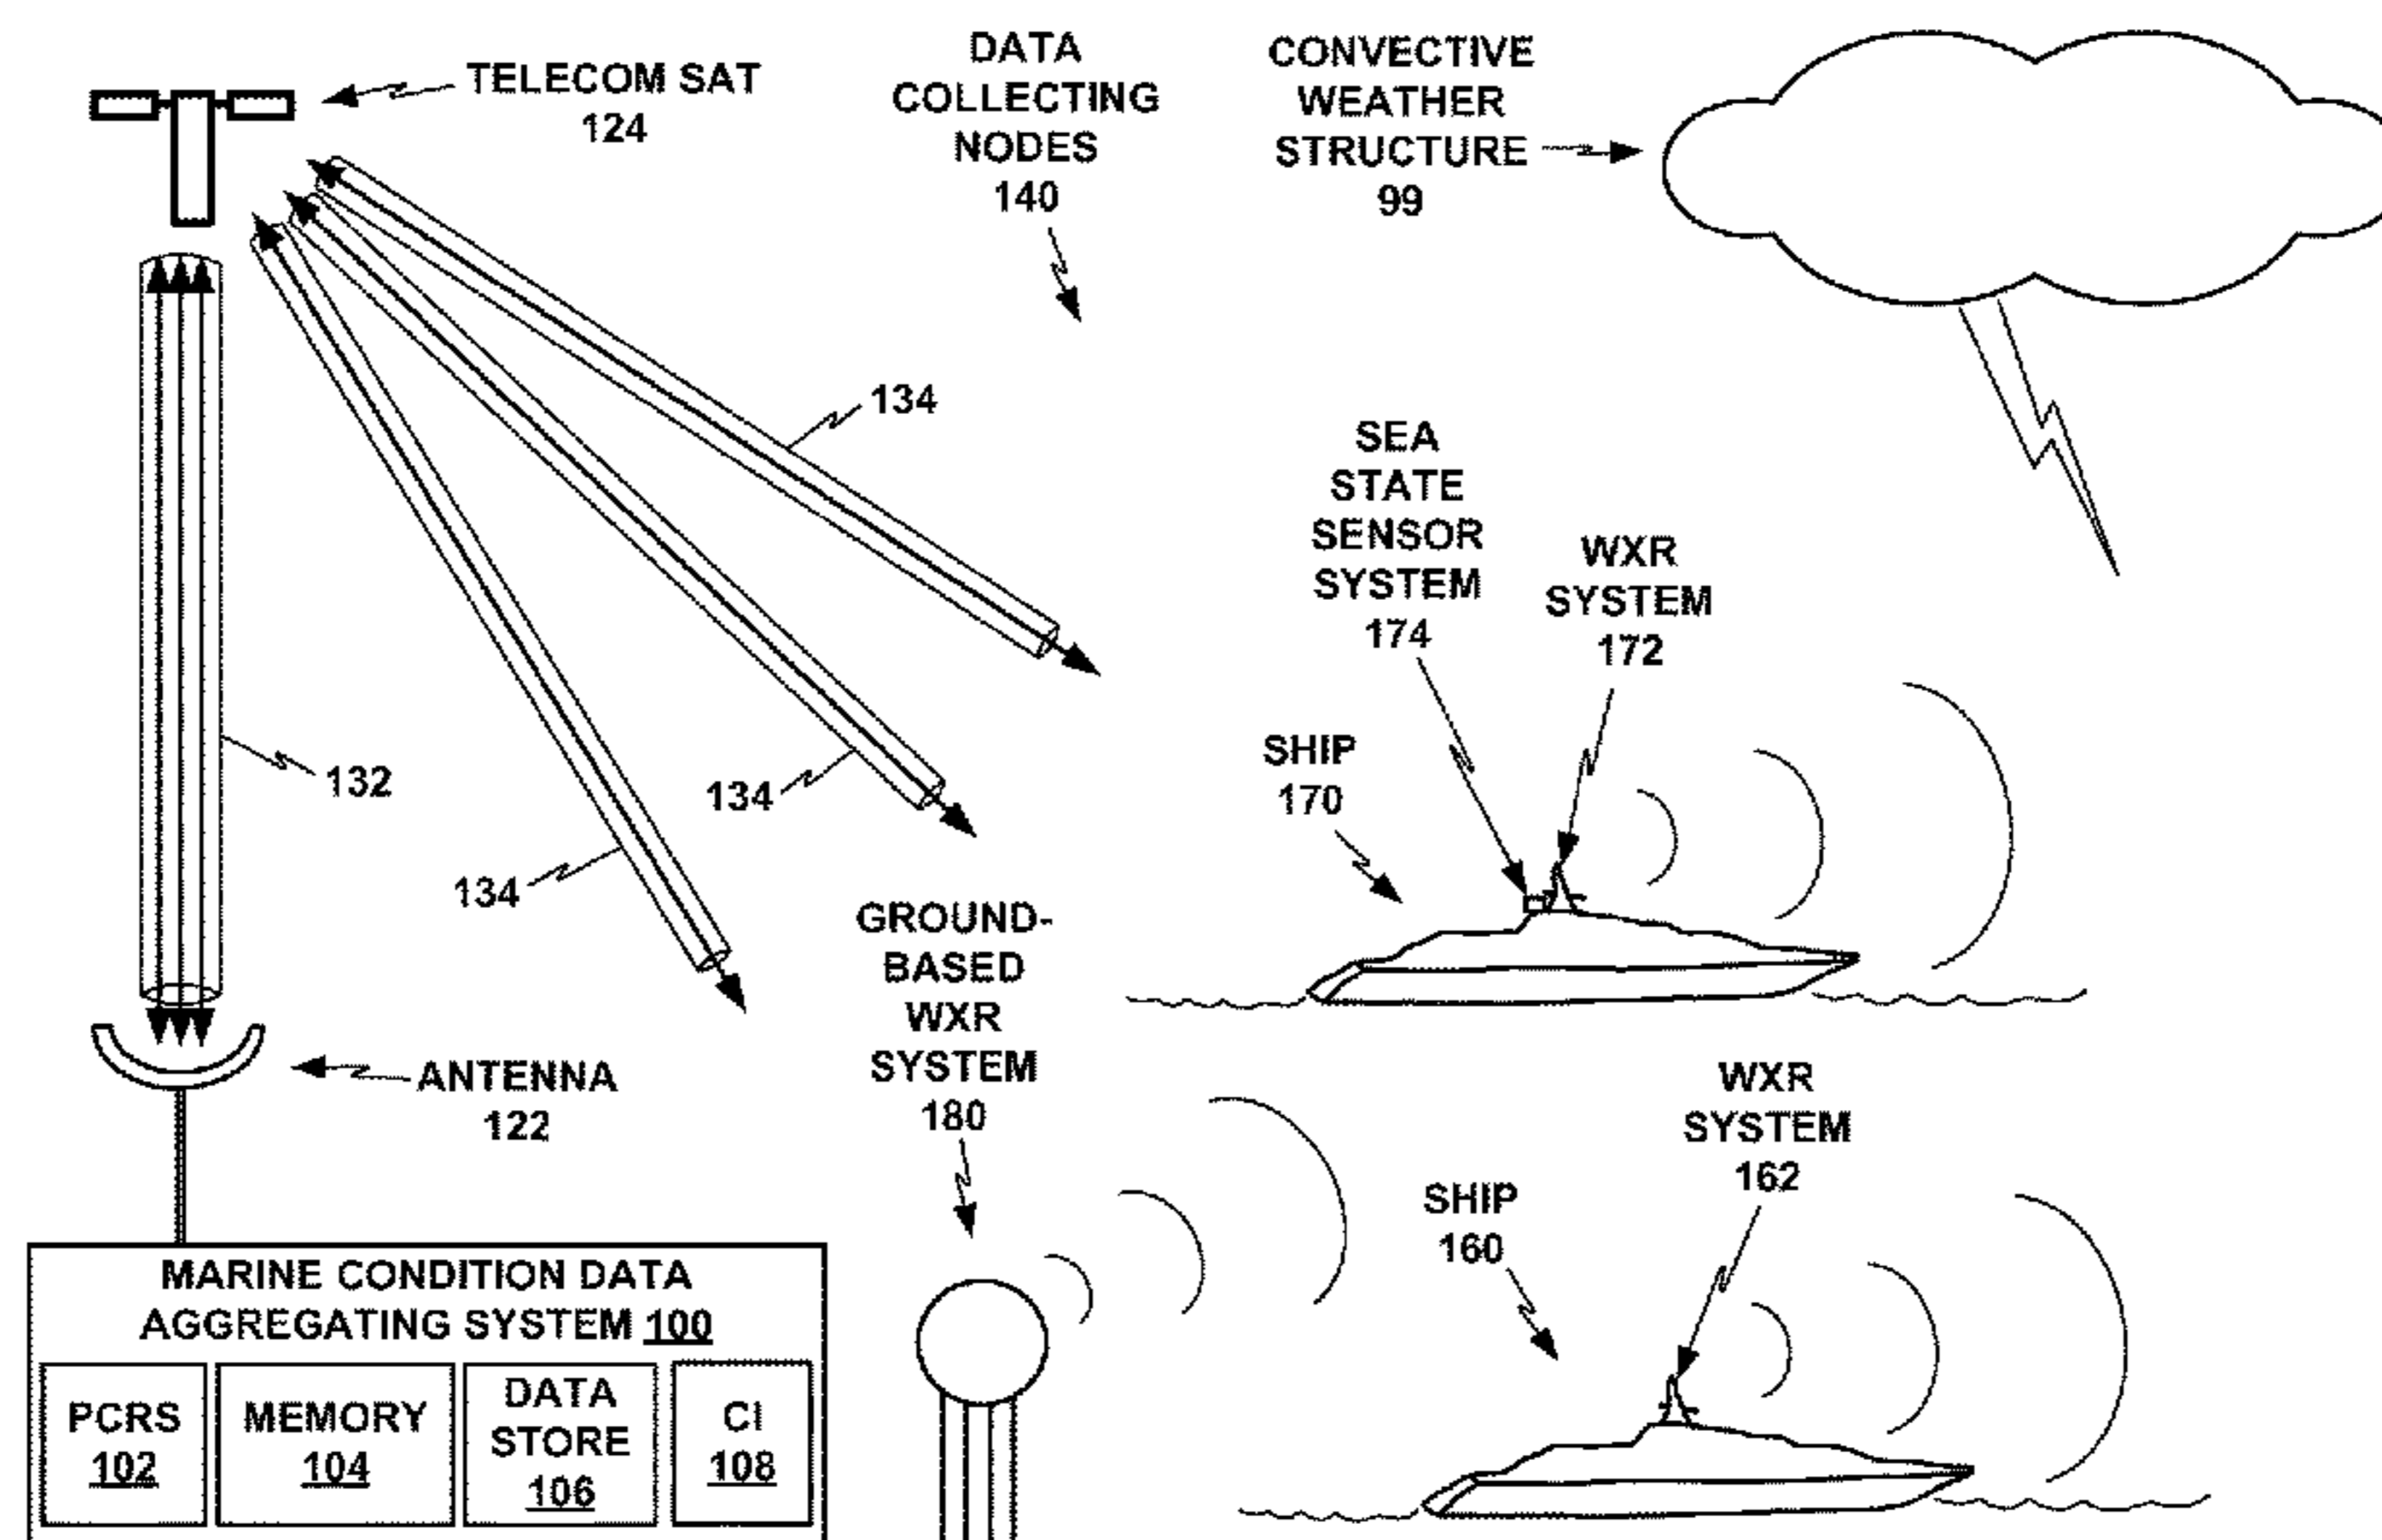 TELECOM SAT
124
DATA
COLLECTING
NODES
140
CONVECTIVE
WEATHER
STRUCTURE
99
134
SEA
STATE
SENSOR
SYSTEM
174
WXR
SYSTEM
172
132
134
SHIP
170
134
GROUND-
BASED
WXR
SYSTEM
180
ANTENNA
122
WXR
SYSTEM
162
SHIP
160
MARINE CONDITION DATA
AGGREGATING SYSTEM 100
PCRS
102
MEMORY
104
DATA
STORE
106
CI
108